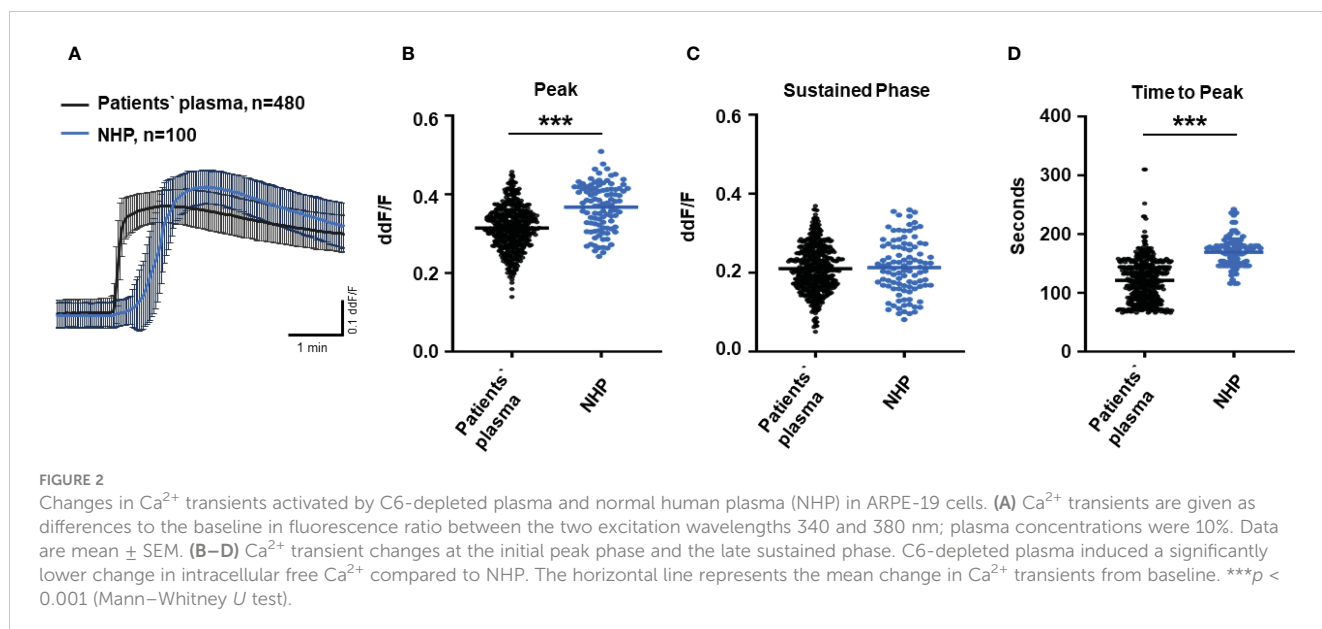 A
Patients` plasma, n=480
NHP, n=100
0.1 ddF/F
1 min
B
Peak
***
0.6
0.4
0.2
0.0
ddF/F
Patients`
plasma
NHP
C
Sustained Phase
0.6
0.4
0.2
0.0
ddF/F
Patients`
plasma
NHP
D
Time to Peak
***
400
300
200
100
0
Seconds
Patients`
plasma
NHP
FIGURE 2
Changes in Ca2+ transients activated by C6-depleted plasma and normal human plasma (NHP) in ARPE-19 cells. (A) Ca2+ transients are given as
differences to the baseline in fluorescence ratio between the two excitation wavelengths 340 and 380 nm; plasma concentrations were 10%. Data
are mean ± SEM. (B–D) Ca2+ transient changes at the initial peak phase and the late sustained phase. C6-depleted plasma induced a significantly
lower change in intracellular free Ca2+ compared to NHP. The horizontal line represents the mean change in Ca2+ transients from baseline. ***p <
0.001 (Mann–Whitney U test).